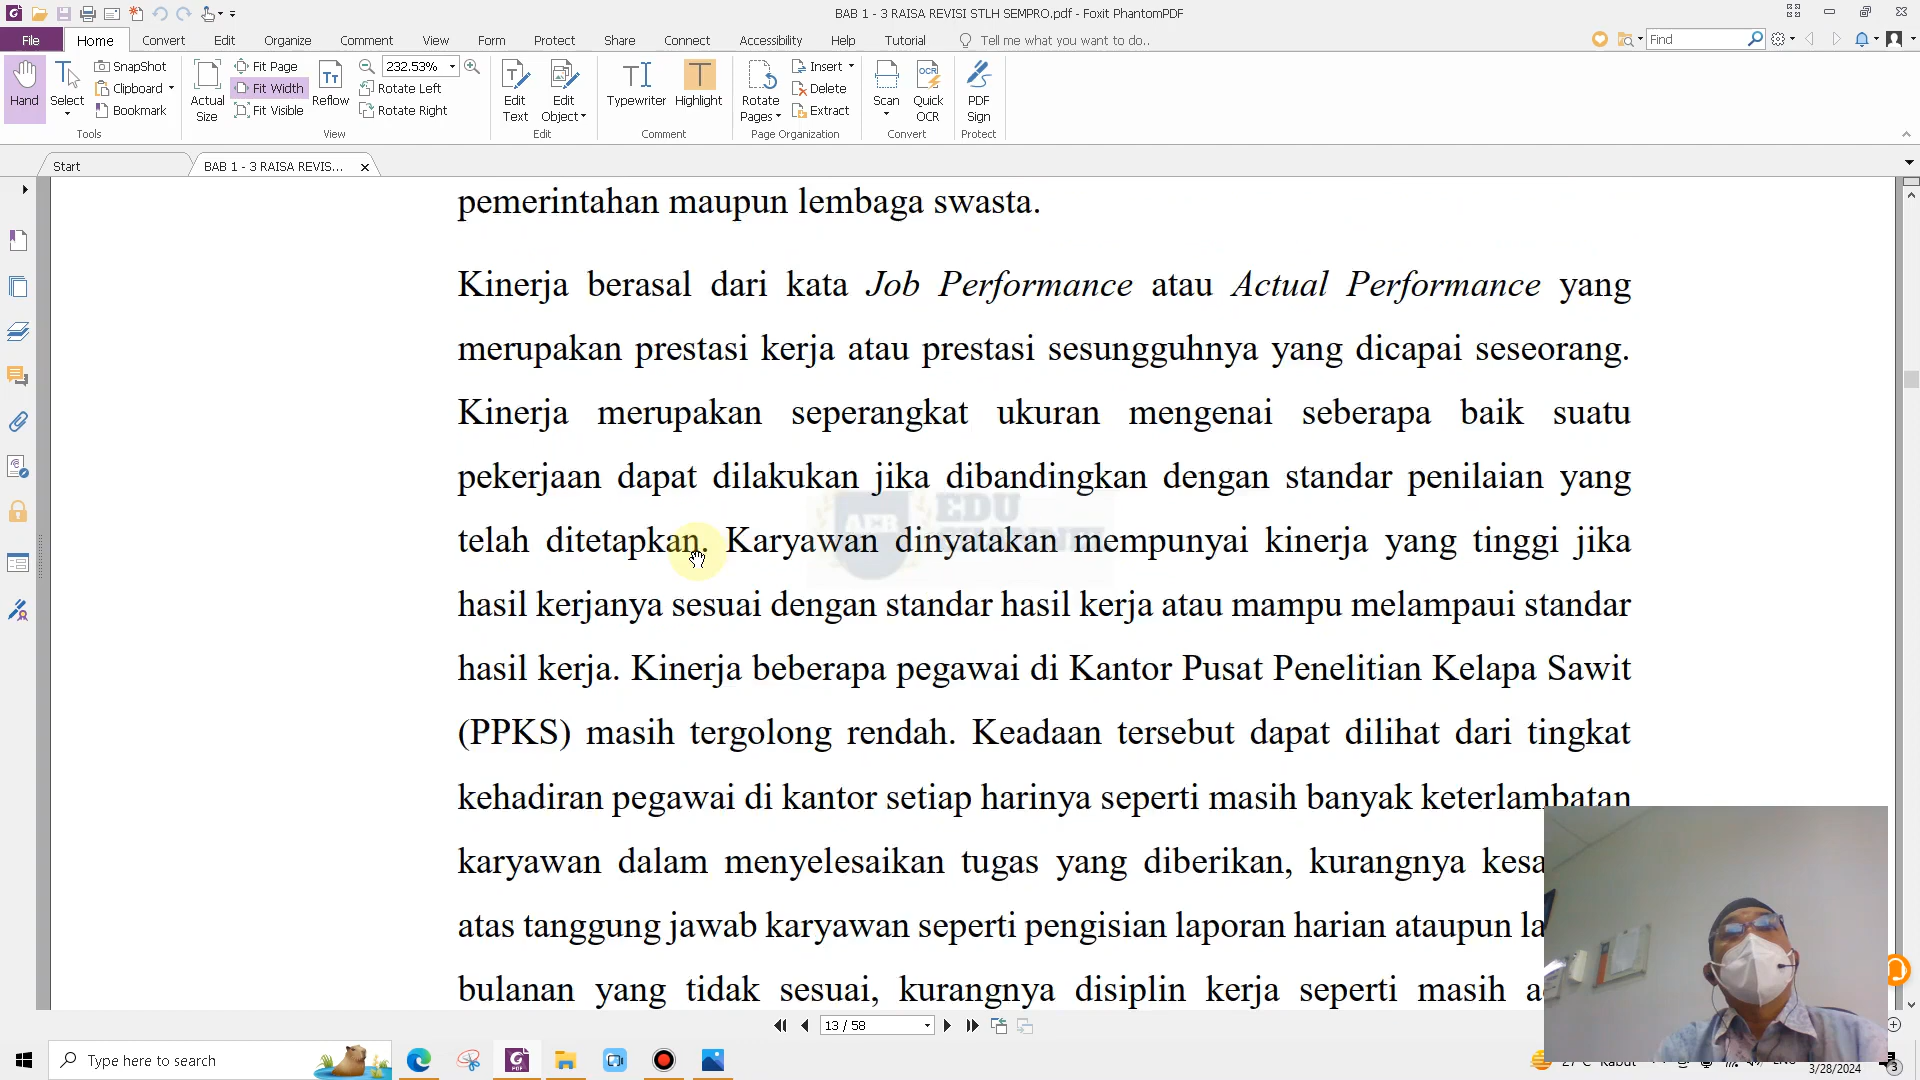 BAB 1 - 3 RAISA REVISI STLH SEMPRO.pdf - Foxit PhantomPDF
File Home Convert Edit Organize Comment View Form Protect Share Connect Accessibility Help Tutorial Tell me what you want to do.. Find
SnapShot Fit Page 232.53% Insert
Clipboard Fit Width Rotate Left Delete
Hand Select Actual Size Reflow Edit Text Edit Object Typewriter Highlight Rotate Pages Scan Quick OCR PDF Sign
Bookmark Fit Visible Rotate Right Extract
Tools View Edit Comment Page Organization Convert Protect
Start BAB 1 - 3 RAISA REVIS...
pemerintahan maupun lembaga swasta.
Kinerja berasal dari kata Job Performance atau Actual Performance yang
merupakan prestasi kerja atau prestasi sesungguhnya yang dicapai seseorang.
Kinerja merupakan seperangkat ukuran mengenai seberapa baik suatu
pekerjaan dapat dilakukan jika dibandingkan dengan standar penilaian yang
EDU
telah ditetapkan. Karyawan dinyatakan mempunyai kinerja yang tinggi jika
hasil kerjanya sesuai dengan standar hasil kerja atau mampu melampaui standar
hasil kerja. Kinerja beberapa pegawai di Kantor Pusat Penelitian Kelapa Sawit
(PPKS) masih tergolong rendah. Keadaan tersebut dapat dilihat dari tingkat
kehadiran pegawai di kantor setiap harinya seperti masih banyak keterlambatan
karyawan dalam menyelesaikan tugas yang diberikan, kurangnya kesa
atas tanggung jawab karyawan seperti pengisian laporan harian ataupun la
bulanan yang tidak sesuai, kurangnya disiplin kerja seperti masih a
13 / 58
Type here to search
27°C Kabut
3/28/2024
3